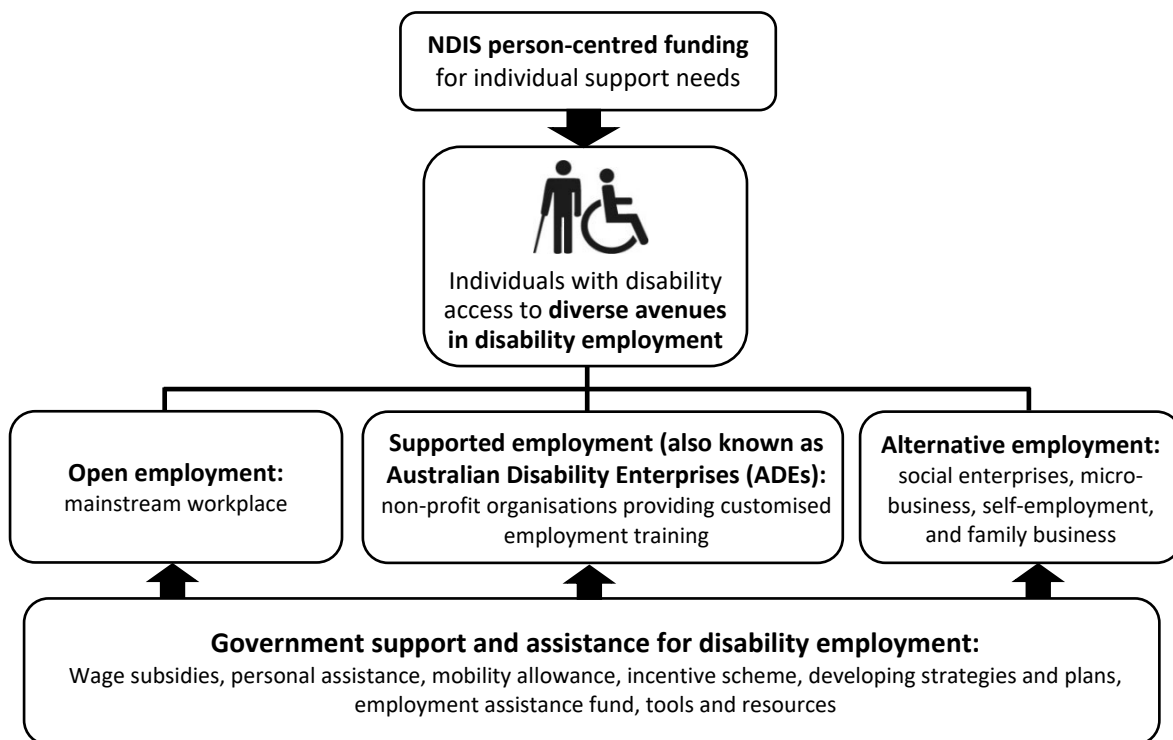 NDIS person-centred funding
for individual support needs
Individuals with disability
access to diverse avenues
in disability employment
Open employment:
mainstream workplace
Supported employment (also known as
Australian Disability Enterprises (ADEs):
non-profit organisations providing customised
employment training
Alternative employment:
social enterprises, micro-
business, self-employment,
and family business
Government support and assistance for disability employment:
Wage subsidies, personal assistance, mobility allowance, incentive scheme, developing strategies and plans,
employment assistance fund, tools and resources